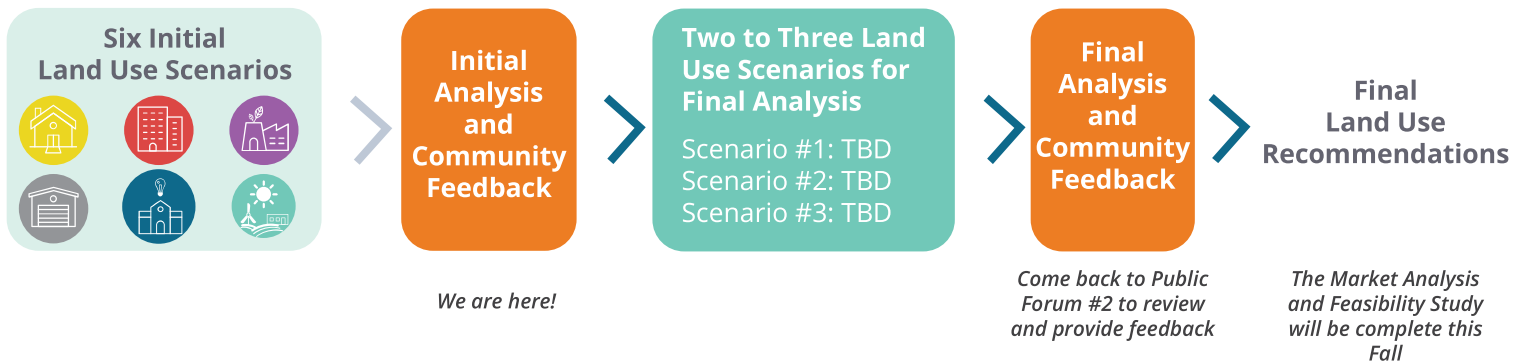 Six Initial
Land Use Scenarios
Initial
Analysis
and
Community
Feedback
We are here!
Two to Three Land
Use Scenarios for
Final Analysis
Scenario #1: TBD
Scenario #2: TBD
Scenario #3: TBD
Final
Analysis
and
Community
Feedback
Come back to Public
Forum #2 to review
and provide feedback
Final
Land Use
Recommendations
The Market Analysis
and Feasibility Study
will be complete this
Fall